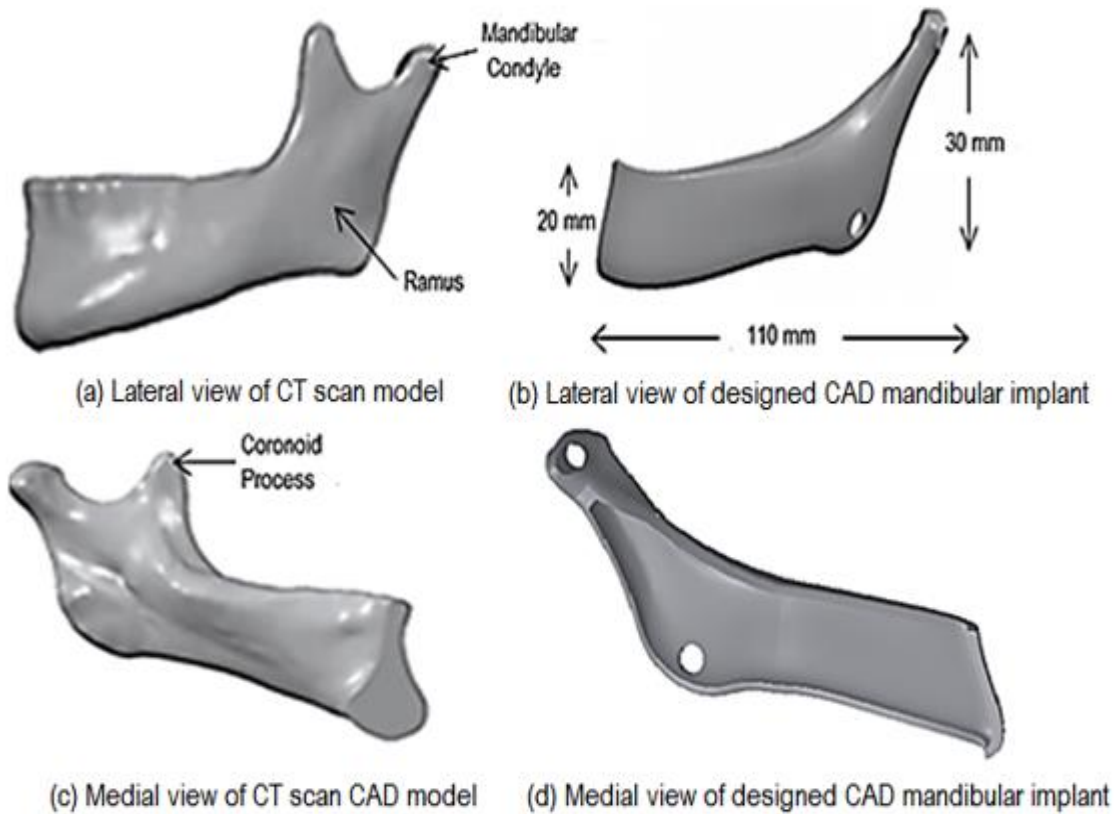 Mandibular
Condyle
Ramus
20 mm
30 mm
110 mm
(a) Lateral view of CT scan model
(b) Lateral view of designed CAD mandibular implant
Coronoid
Process
(c) Medial view of CT scan CAD model
(d) Medial view of designed CAD mandibular implant